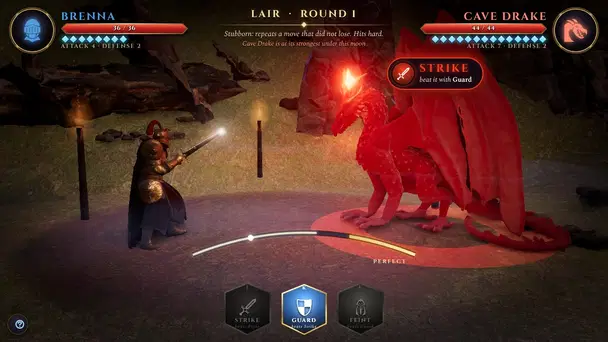 BRENNA
36 / 36
ATTACK 4 · DEFENSE 2
LAIR · ROUND 1
Stubborn: repeats a move that did not lose. Hits hard.
Cave Drake is at its strongest under this moon.
CAVE DRAKE
44 / 44
ATTACK 7 · DEFENSE 2
STRIKE
beat it with Guard
PERFECT
STRIKE
GUARD
beats Strike
FEINT
?